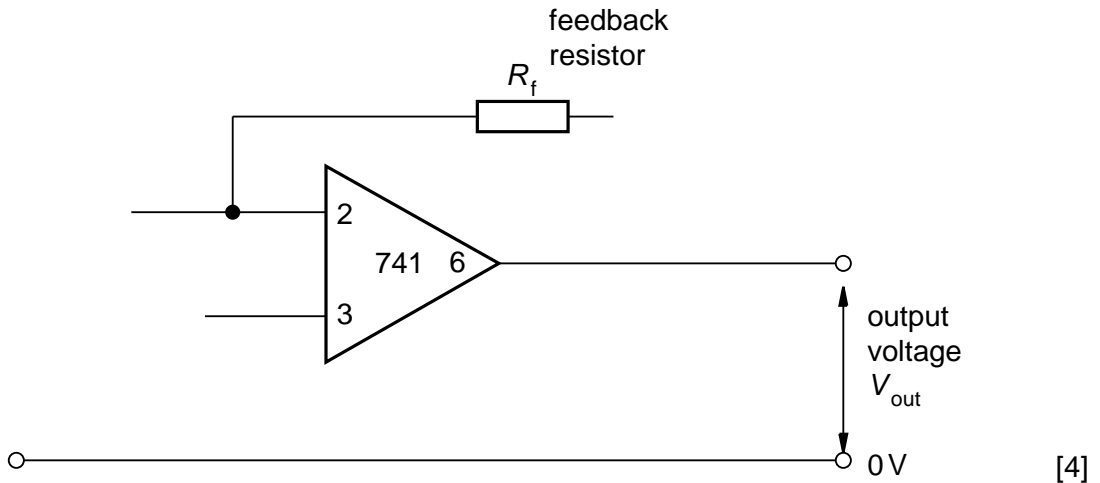 feedback
resistor
R_f
2
741 6
3
output
voltage
V_out
0 V [4]